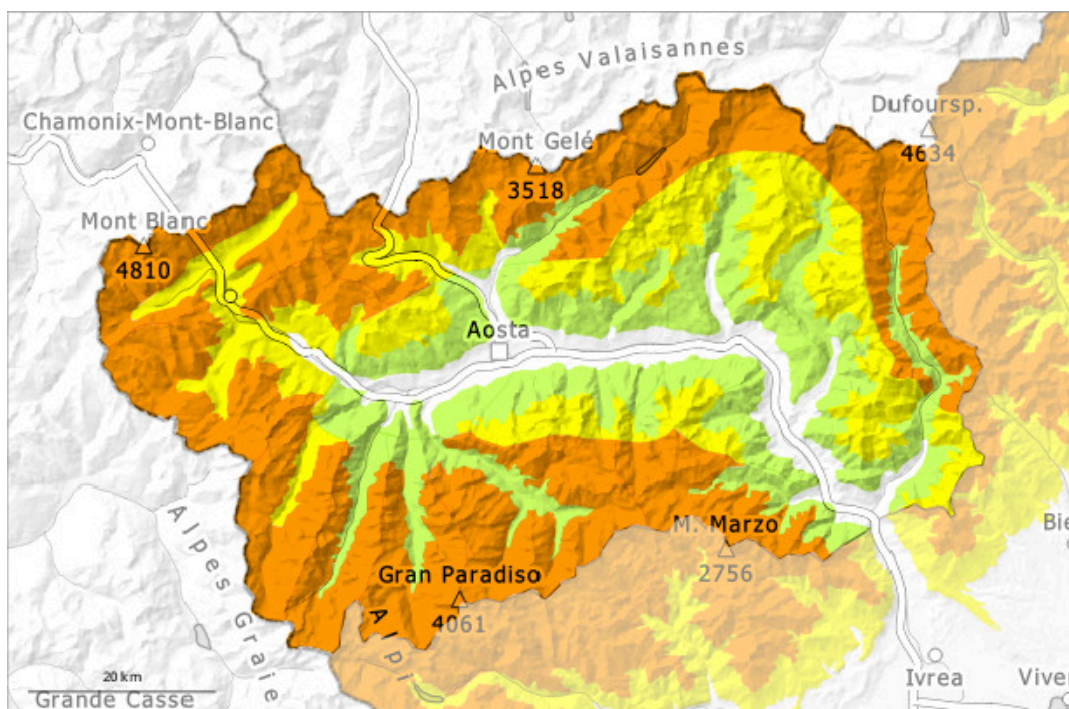 Alpes Valaisannes
Chamonix-Mont-Blanc
Dufoursp.
4634
Mont Gelé
3518
Mont Blanc
4810
Aosta
M. Marzo
2756
Gran Paradiso
4061
Alpes Graie
Alpi
20 km
Grande Casse
Ivrea
Bie
Viver